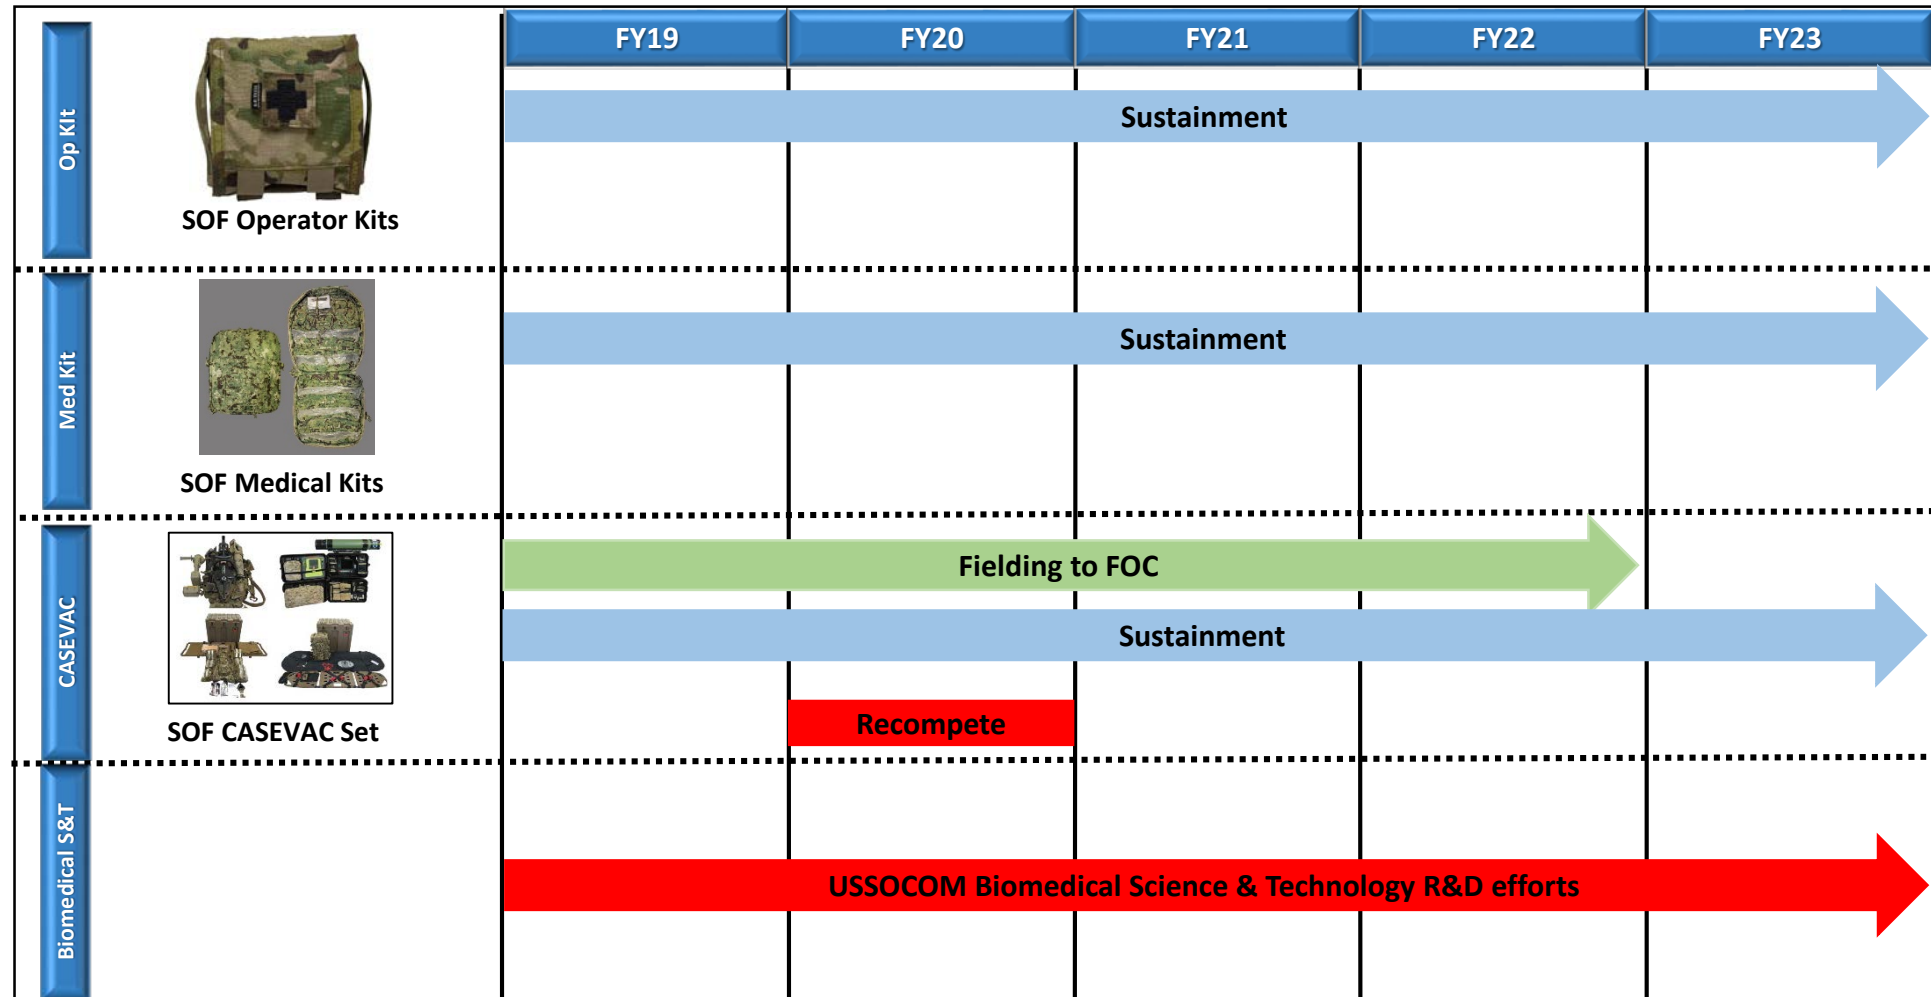 FY19 FY20 FY21 FY22 FY23
Op KIt
SOF Operator Kits
Sustainment
Med Kit
SOF Medical Kits
Sustainment
CASEVAC
SOF CASEVAC Set
Fielding to FOC
Sustainment
Recompete
Biomedical S&T
USSOCOM Biomedical Science & Technology R&D efforts